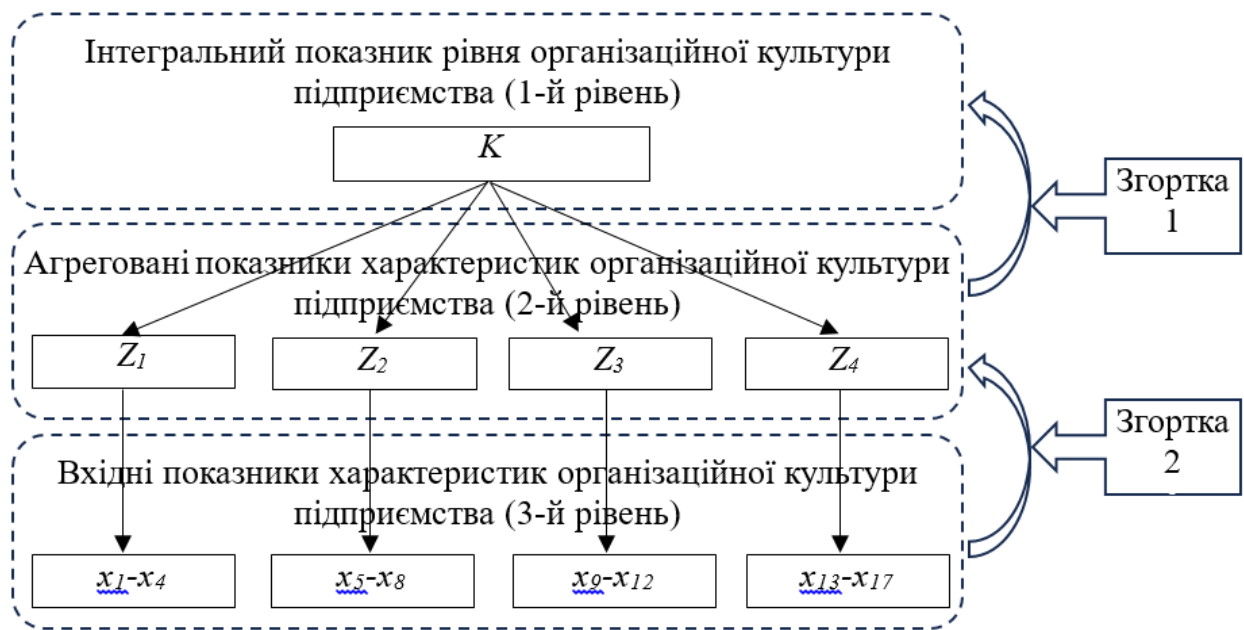 Інтегральний показник рівня організаційної культури
підприємства (1-й рівень)
K
Згортка
1
Агреговані показники характеристик організаційної культури
підприємства (2-й рівень)
Z1 Z2 Z3 Z4
Згортка
2
Вхідні показники характеристик організаційної культури
підприємства (3-й рівень)
x1-x4 x5-x8 x9-x12 x13-x17